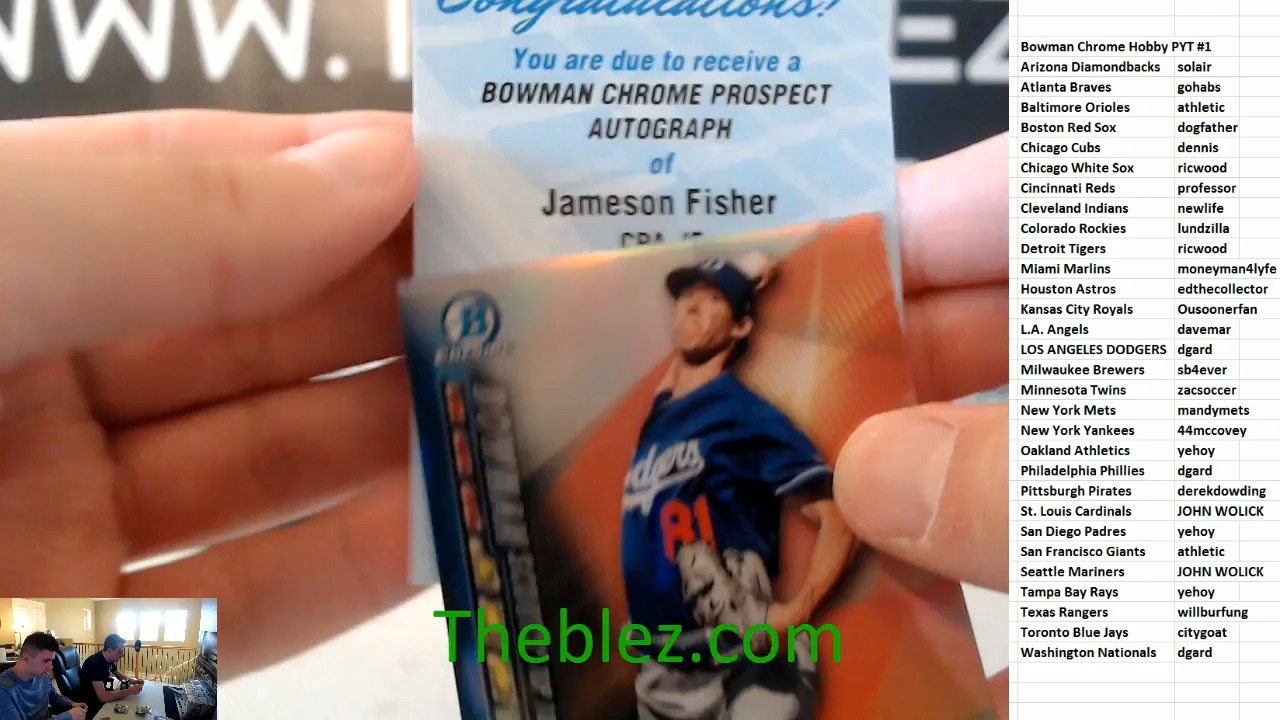 WWW.
Congratulations!
You are due to receive a
BOWMAN CHROME PROSPECT
AUTOGRAPH
of
Jameson Fisher
81
Theblez.com
Bowman Chrome Hobby PYT #1
Arizona Diamondbacks solair
Atlanta Braves gohabs
Baltimore Orioles athletic
Boston Red Sox dogfather
Chicago Cubs dennis
Chicago White Sox ricwood
Cincinnati Reds professor
Cleveland Indians newlife
Colorado Rockies lundzilla
Detroit Tigers ricwood
Miami Marlins moneyman4lyfe
Houston Astros edthecollector
Kansas City Royals Ousoonerfan
L.A. Angels davemar
LOS ANGELES DODGERS dgard
Milwaukee Brewers sb4ever
Minnesota Twins zacsoccer
New York Mets mandymets
New York Yankees 44mccovey
Oakland Athletics yehoy
Philadelphia Phillies dgard
Pittsburgh Pirates derekdowding
St. Louis Cardinals JOHN WOLICK
San Diego Padres yehoy
San Francisco Giants athletic
Seattle Mariners JOHN WOLICK
Tampa Bay Rays yehoy
Texas Rangers willburfung
Toronto Blue Jays citygoat
Washington Nationals dgard